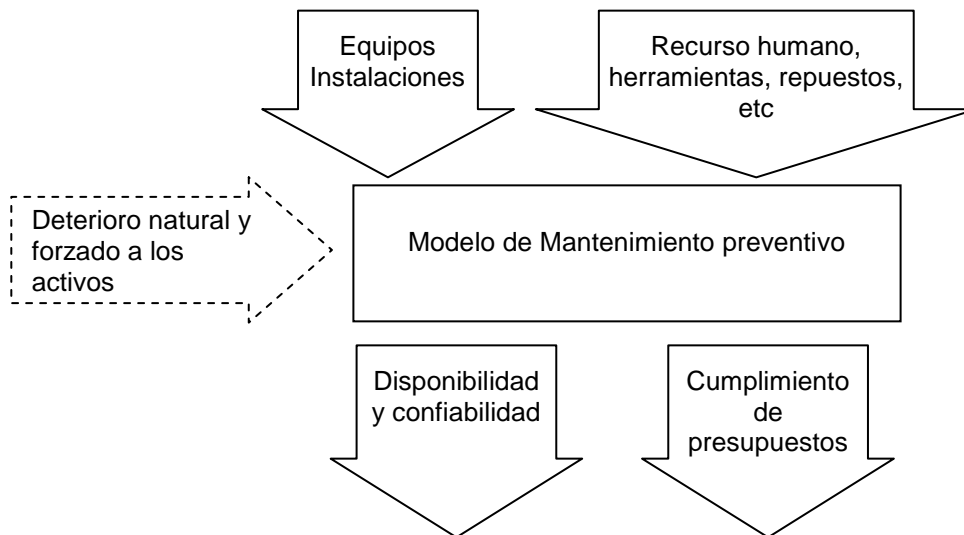 Equipos
Instalaciones
Recurso humano,
herramientas, repuestos,
etc
Deterioro natural y
forzado a los
activos
Modelo de Mantenimiento preventivo
Disponibilidad
y confiabilidad
Cumplimiento
de
presupuestos